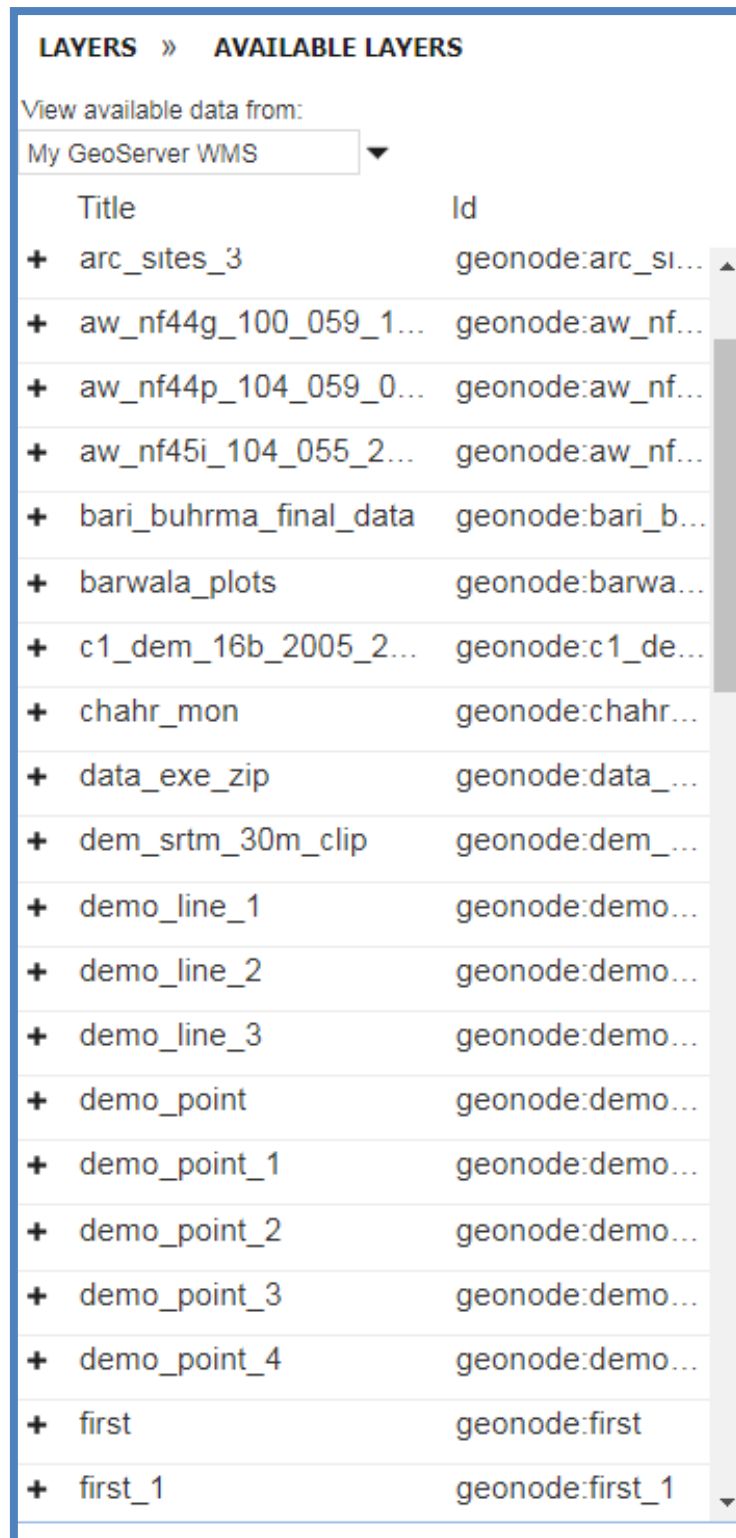 LAYERS » AVAILABLE LAYERS
View available data from:
My GeoServer WMS
Title Id
+ arc_sites_3 geonode:arc_si...
+ aw_nf44g_100_059_1... geonode:aw_nf...
+ aw_nf44p_104_059_0... geonode:aw_nf...
+ aw_nf45i_104_055_2... geonode:aw_nf...
+ bari_buhrma_final_data geonode:bari_b...
+ barwala_plots geonode:barwa...
+ c1_dem_16b_2005_2... geonode:c1_de...
+ chahr_mon geonode:chahr...
+ data_exe_zip geonode:data_...
+ dem_srtm_30m_clip geonode:dem_...
+ demo_line_1 geonode:demo...
+ demo_line_2 geonode:demo...
+ demo_line_3 geonode:demo...
+ demo_point geonode:demo...
+ demo_point_1 geonode:demo...
+ demo_point_2 geonode:demo...
+ demo_point_3 geonode:demo...
+ demo_point_4 geonode:demo...
+ first geonode:first
+ first_1 geonode:first_1